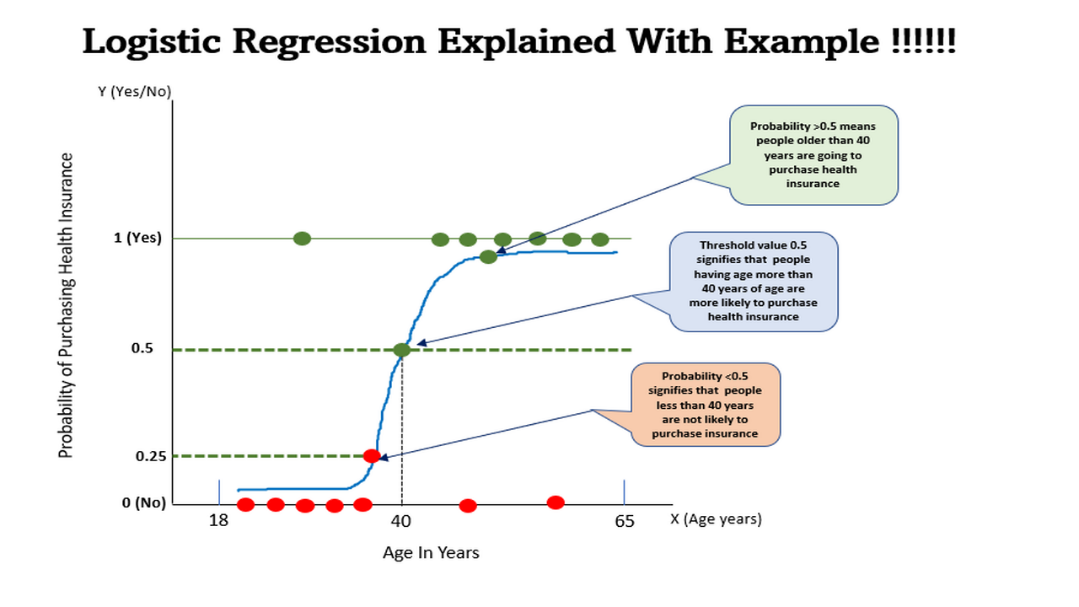 Logistic Regression Explained With Example !!!!!!
Y (Yes/No)
Probability of Purchasing Health Insurance
Probability >0.5 means
people older than 40
years are going to
purchase health
insurance
1 (Yes)
Threshold value 0.5
signifies that people
having age more than
40 years of age are
more likely to purchase
health insurance
0.5
Probability <0.5
signifies that people
less than 40 years
are not likely to
purchase insurance
0.25
0 (No)
18
40
65
X (Age years)
Age In Years